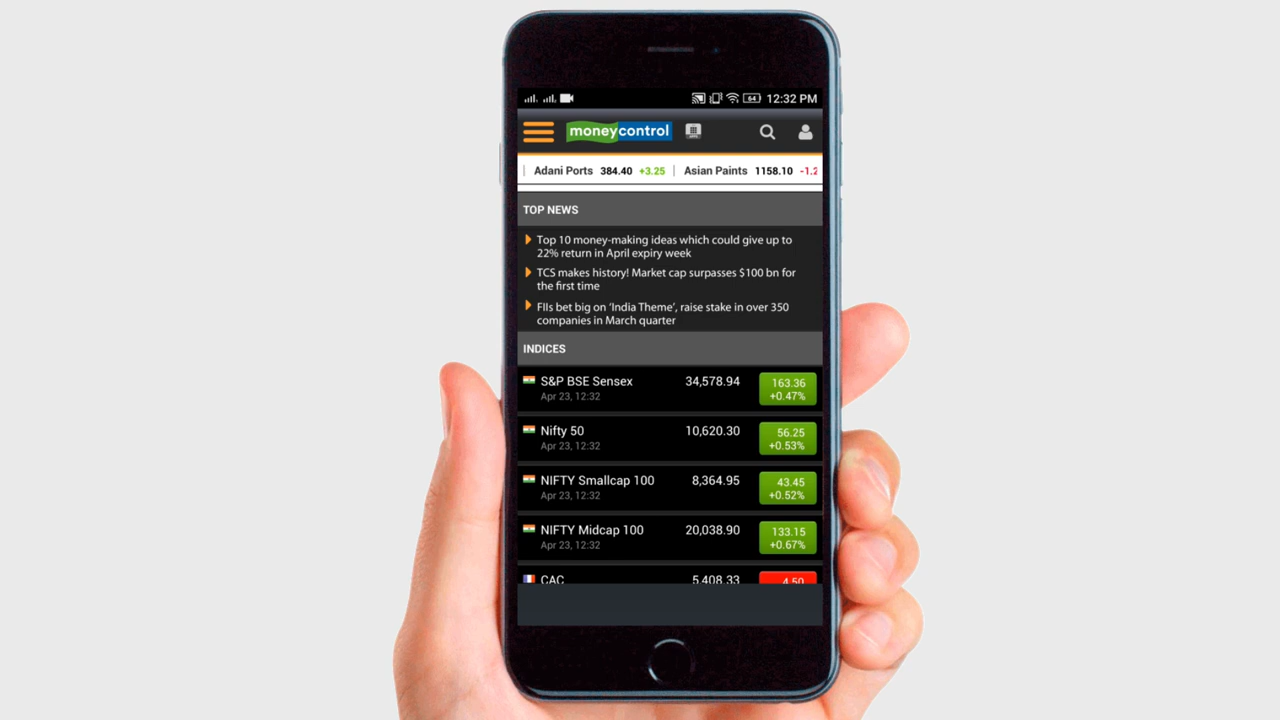 64 12:32 PM
moneycontrol
Adani Ports 384.40 +3.25 | Asian Paints 1158.10 -1.2
TOP NEWS
Top 10 money-making ideas which could give up to
22% return in April expiry week
TCS makes history! Market cap surpasses $100 bn for
the first time
FIIs bet big on ‘India Theme’, raise stake in over 350
companies in March quarter
INDICES
S&P BSE Sensex 34,578.94 163.36
Apr 23, 12:32 +0.47%
Nifty 50 10,620.30 56.25
Apr 23, 12:32 +0.53%
NIFTY Smallcap 100 8,364.95 43.45
Apr 23, 12:32 +0.52%
NIFTY Midcap 100 20,038.90 133.15
Apr 23, 12:32 +0.67%
CAC 5,408.33 4.50